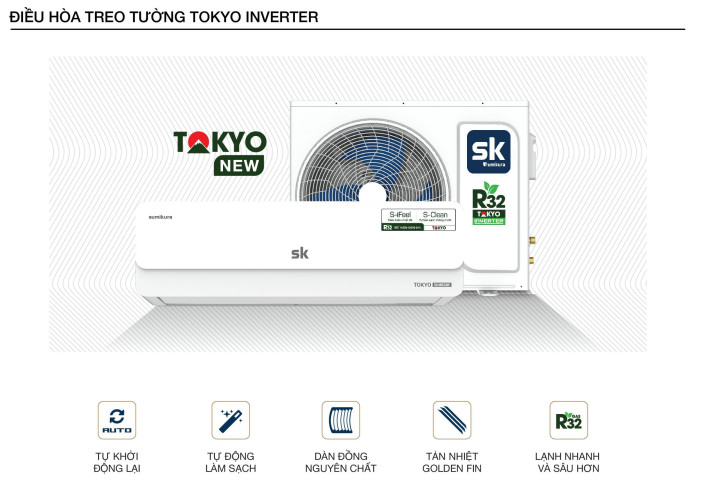 ĐIỀU HÒA TREO TƯỜNG TOKYO INVERTER
TOKYO
NEW
sk
sumikura
R32
TOKYO
INVERTER
sumikura
S-iFeel
S-Clean
R32
TOKYO
sk
TOKYO
AUTO
TỰ KHỞI
ĐỘNG LẠI
TỰ ĐỘNG
LÀM SẠCH
DÀN ĐỒNG
NGUYÊN CHẤT
TẢN NHIỆT
GOLDEN FIN
R32
LẠNH NHANH
VÀ SÂU HƠN